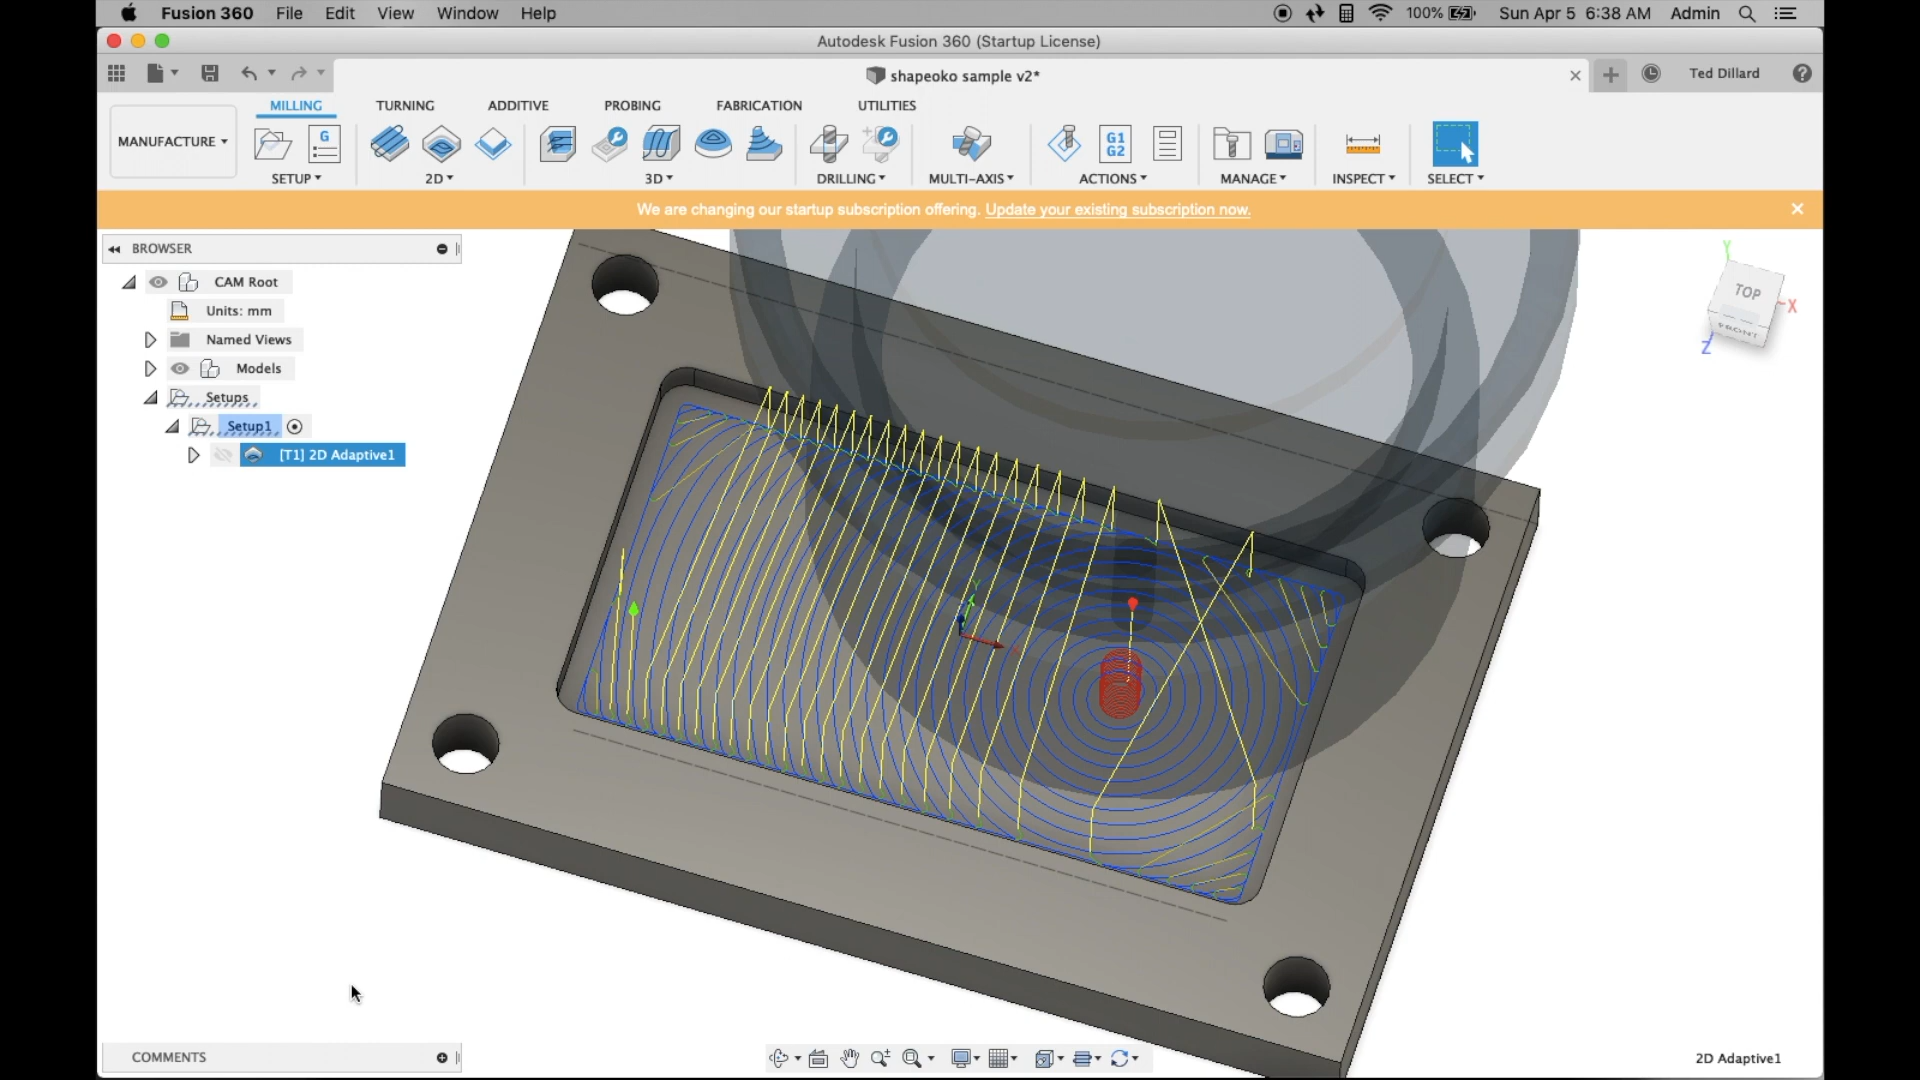 Fusion 360 File Edit View Window Help 100% Sun Apr 5 6:38 AM Admin
Autodesk Fusion 360 (Startup License)
shapeoko sample v2*
Ted Dillard
MILLING TURNING ADDITIVE PROBING FABRICATION UTILITIES
MANUFACTURE
G
G1
G2
SETUP 2D 3D DRILLING MULTI-AXIS ACTIONS MANAGE INSPECT SELECT
We are changing our startup subscription offering. Update your existing subscription now.
BROWSER
CAM Root
Units: mm
Named Views
Models
Setups
Setup1
[T1] 2D Adaptive1
Y
TOP
X
FRONT
Z
COMMENTS
2D Adaptive1